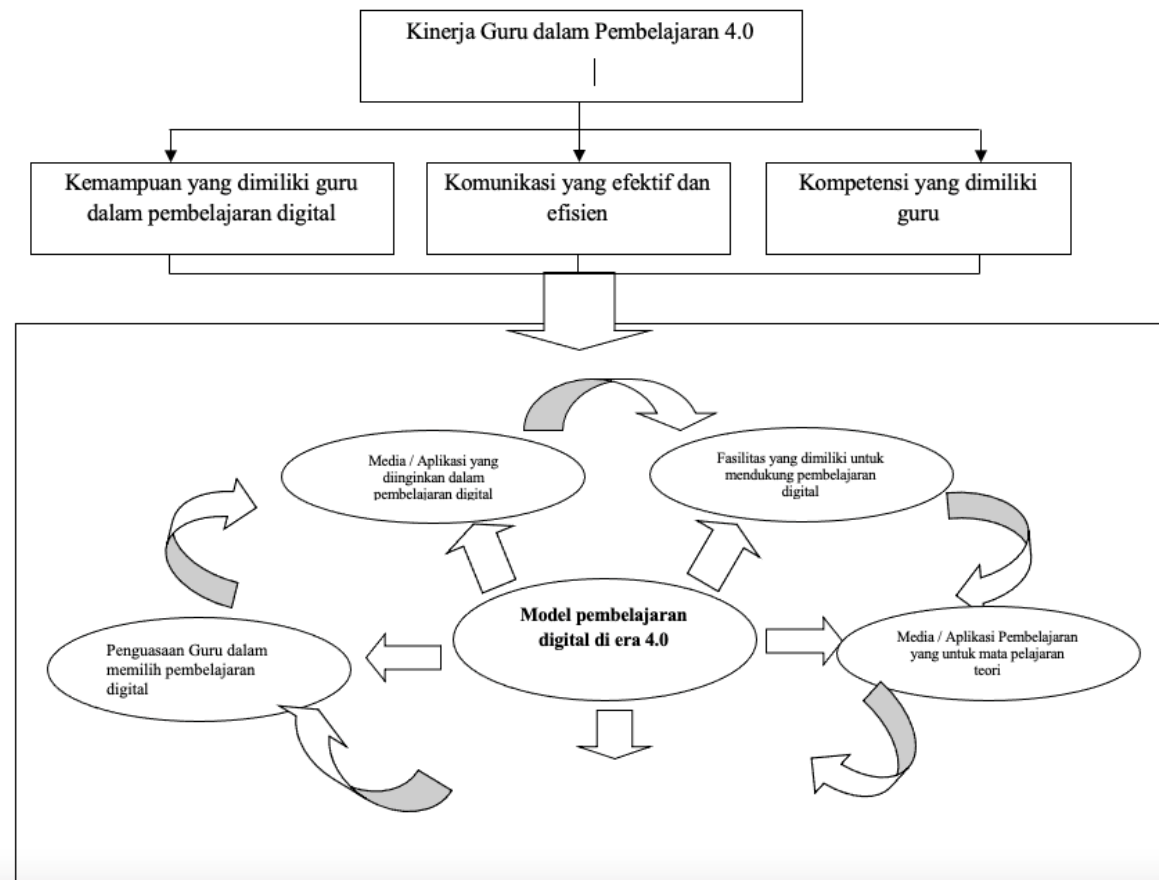 Kinerja Guru dalam Pembelajaran 4.0
Kemampuan yang dimiliki guru
dalam pembelajaran digital
Komunikasi yang efektif dan
efisien
Kompetensi yang dimiliki
guru
Media / Aplikasi yang
diinginkan dalam
pembelajaran digital
Fasilitas yang dimiliki untuk
mendukung pembelajaran
digital
Model pembelajaran
digital di era 4.0
Penguasaan Guru dalam
memilih pembelajaran
digital
Media / Aplikasi Pembelajaran
yang untuk mata pelajaran
teori